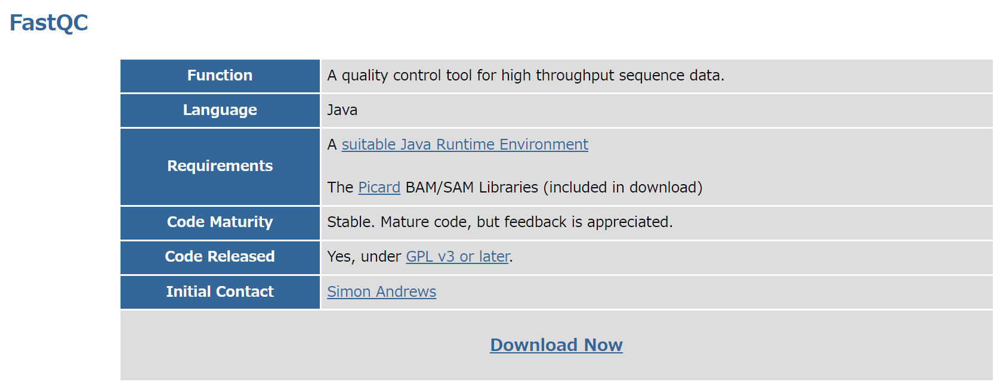 FastQC
Function
A quality control tool for high throughput sequence data.
Language
Java
Requirements
A suitable Java Runtime Environment
The Picard BAM/SAM Libraries (included in download)
Code Maturity
Stable. Mature code, but feedback is appreciated.
Code Released
Yes, under GPL v3 or later.
Initial Contact
Simon Andrews
Download Now